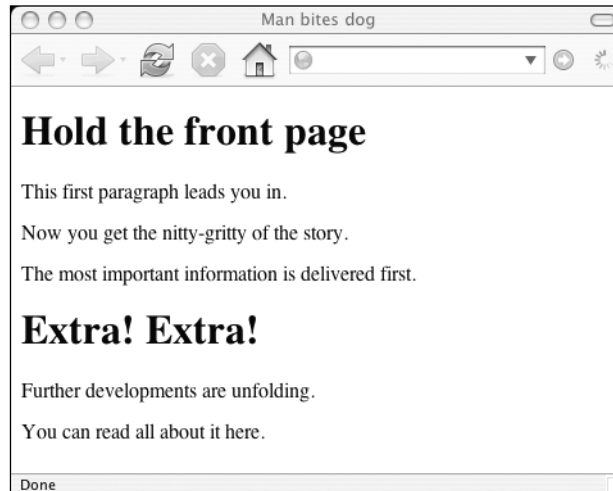 Man bites dog
Hold the front page
This first paragraph leads you in.
Now you get the nitty-gritty of the story.
The most important information is delivered first.
Extra! Extra!
Further developments are unfolding.
You can read all about it here.
Done